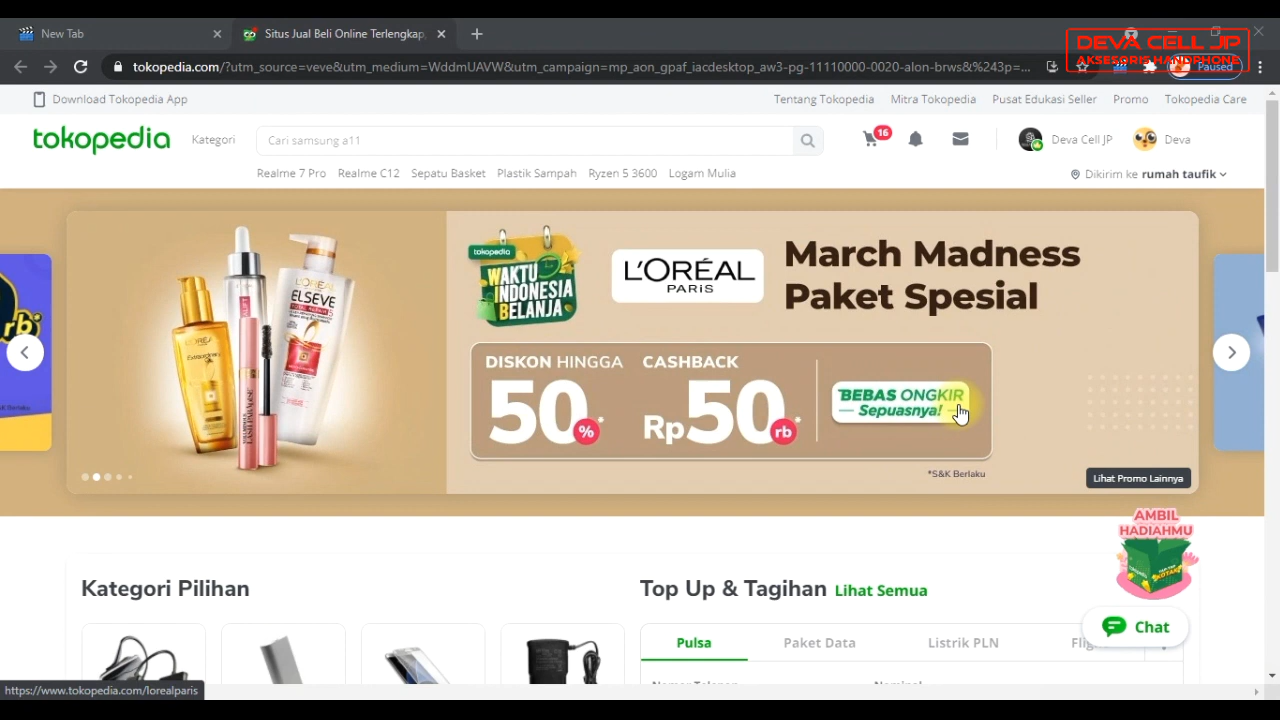 New Tab
Situs Jual Beli Online Terlengkap,
DEVA CELL JP
AKSESORIS HANDPHONE
tokopedia.com/?utm_source=veve&utm_medium=WddmUAVW&utm_campaign=mp_aon_gpaf_iacdesktop_aw3-pg-11110000-0020-alon-brws&%243p=...
Paused
Download Tokopedia App
Tentang Tokopedia
Mitra Tokopedia
Pusat Edukasi Seller
Promo
Tokopedia Care
tokopedia
Kategori
Cari samsung a11
16
Deva Cell JP
Deva
Realme 7 Pro
Realme C12
Sepatu Basket
Plastik Sampah
Ryzen 5 3600
Logam Mulia
Dikirim ke rumah taufik
rb
tokopedia
WAKTU
INDONESIA
BELANJA
L'ORÉAL
PARIS
March Madness
Paket Spesial
L'ORÉAL
ELSEVE
DISKON HINGGA
50%*
CASHBACK
Rp50rb*
BEBAS ONGKIR
Sepuasnya!
*S&K Berlaku
Lihat Promo Lainnya
AMBIL
HADIAHMU
Kategori Pilihan
Top Up & Tagihan
Lihat Semua
Pulsa
Paket Data
Listrik PLN
Chat
https://www.tokopedia.com/lorealparis